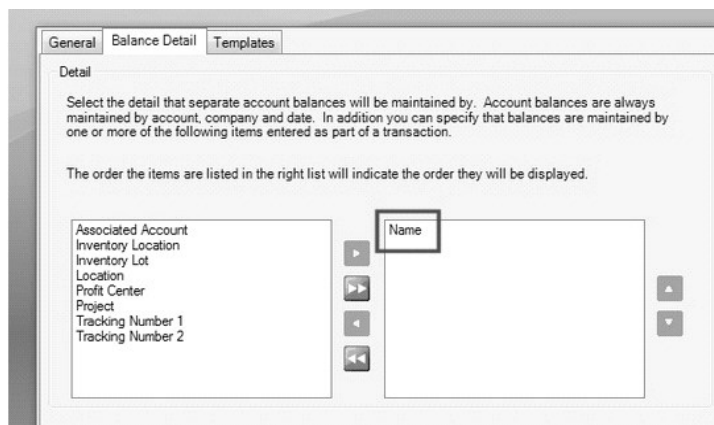 General Balance Detail Templates
Detail
Select the detail that separate account balances will be maintained by. Account balances are always
maintained by account, company and date. In addition you can specify that balances are maintained by
one or more of the following items entered as part of a transaction.
The order the items are listed in the right list will indicate the order they will be displayed.
Associated Account
Inventory Location
Inventory Lot
Location
Profit Center
Project
Tracking Number 1
Tracking Number 2
Name